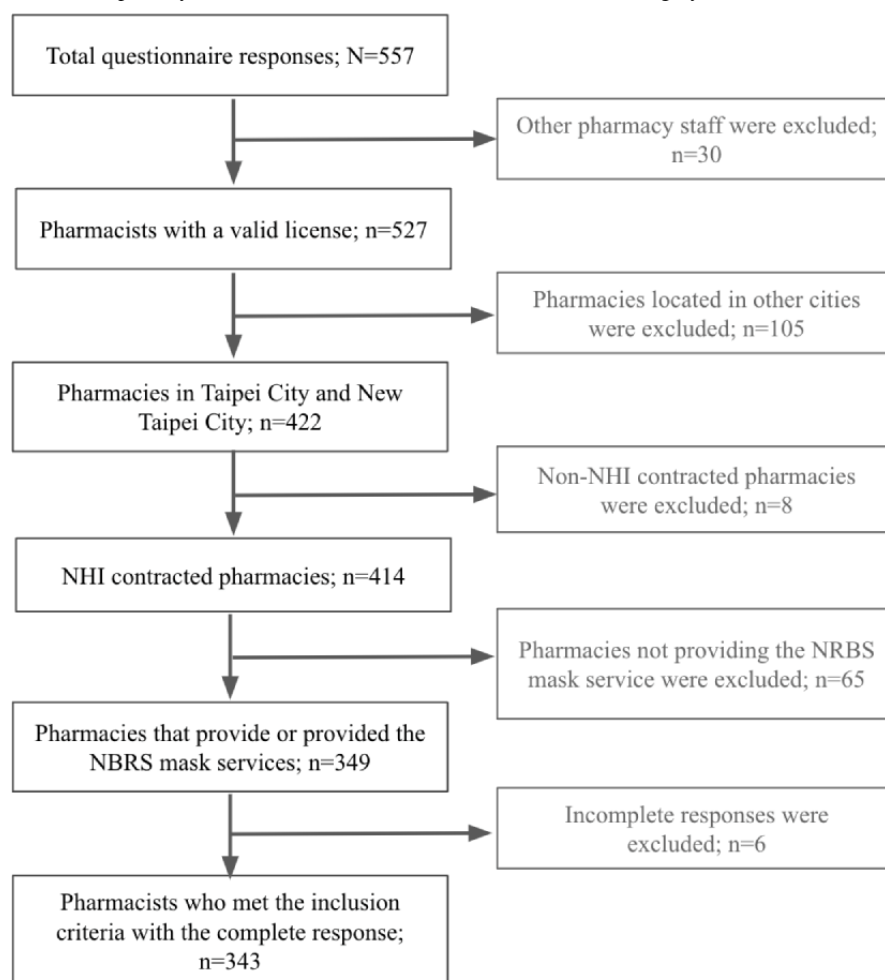 Total questionnaire responses; N=557
Other pharmacy staff were excluded;
n=30
Pharmacists with a valid license; n=527
Pharmacies located in other cities
were excluded; n=105
Pharmacies in Taipei City and New
Taipei City; n=422
Non-NHI contracted pharmacies
were excluded; n=8
NHI contracted pharmacies; n=414
Pharmacies not providing the NRBS
mask service were excluded; n=65
Pharmacies that provide or provided the
NBRS mask services; n=349
Incomplete responses were
excluded; n=6
Pharmacists who met the inclusion
criteria with the complete response;
n=343